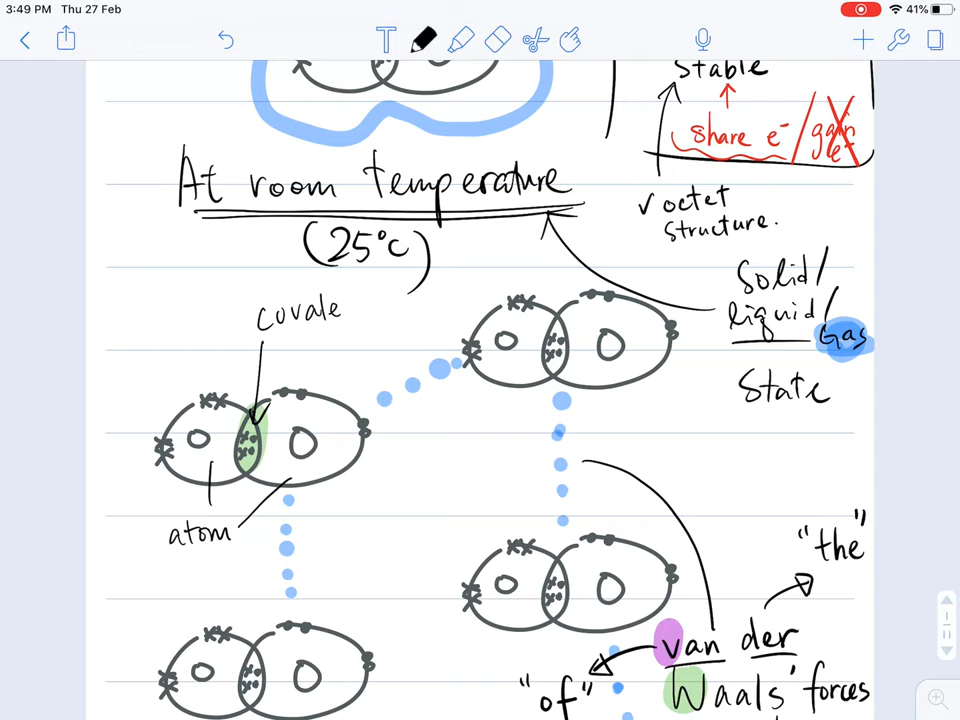 3:49 PM Thu 27 Feb
41%
T
stable
share e⁻ / gain e⁻
At room temperature
(25°C)
√ octet
structure.
Solid/
liquid/
Gas
State
covale
atom
"the"
van der
Waals' forces
"of"